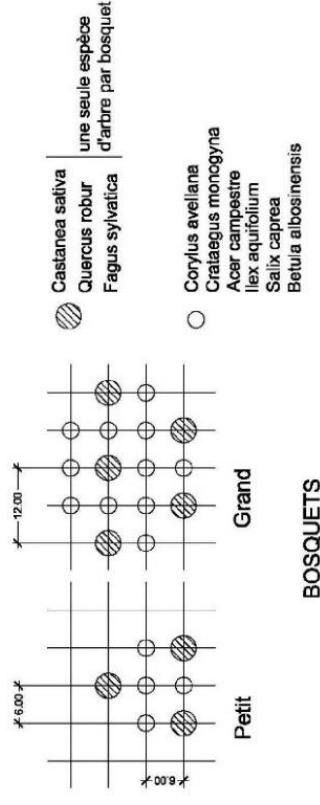 6.00
12.00
6.00
Petit
Grand
BOSQUETS
Castanea sativa
Quercus robur
Fagus sylvatica
une seule espèce
d'arbre par bosquet
Corylus avellana
Crataegus monogyna
Acer campestre
Ilex aquifolium
Salix caprea
Betula albosinensis